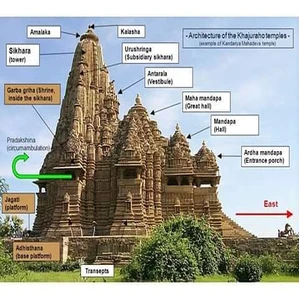 Amalaka
Kalasha
- Architecture of the Khajuraho temples -
(example of Kandariya Mahadeva temple)
Sikhara
(tower)
Urushringa
(Subsidiary sikhara)
Antarala
(Vestibule)
Garba griha (Shrine,
inside the sikhara)
Maha mandapa
(Great hall)
Mandapa
(Hall)
Pradakshina
(circumambulation)
Ardha mandapa
(Entrance porch)
Jagati
(platform)
East
Adhisthana
(base platform)
Transepts